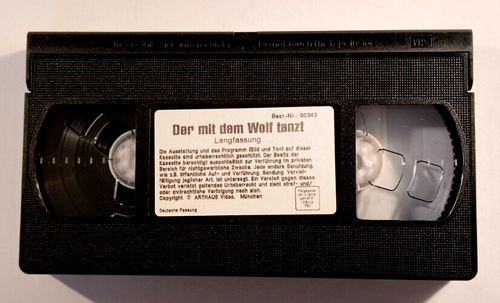 Best.-Nr.: 90343
Der mit dem Wolf tanzt
Langfassung
Die Ausstattung und das Programm (Bild und Ton) auf dieser
Kassette sind urheberrechtlich geschützt. Der Besitz der
Kassette berechtigt ausschließlich zur Vorführung im privaten
Bereich für nichtgewerbliche Zwecke. Jede andere Benutzung,
wie z.B. öffentliche Auf- und Vorführung, Sendung, Verviel-
fältigung jeglicher Art, ist untersagt. Ein Verstoß gegen dieses
Verbot verletzt geltendes Urheberrecht und zieht straf- und/
oder zivilrechtliche Verfolgung nach sich.
Copyright © ARTHAUS Video, München
Deutsche Fassung